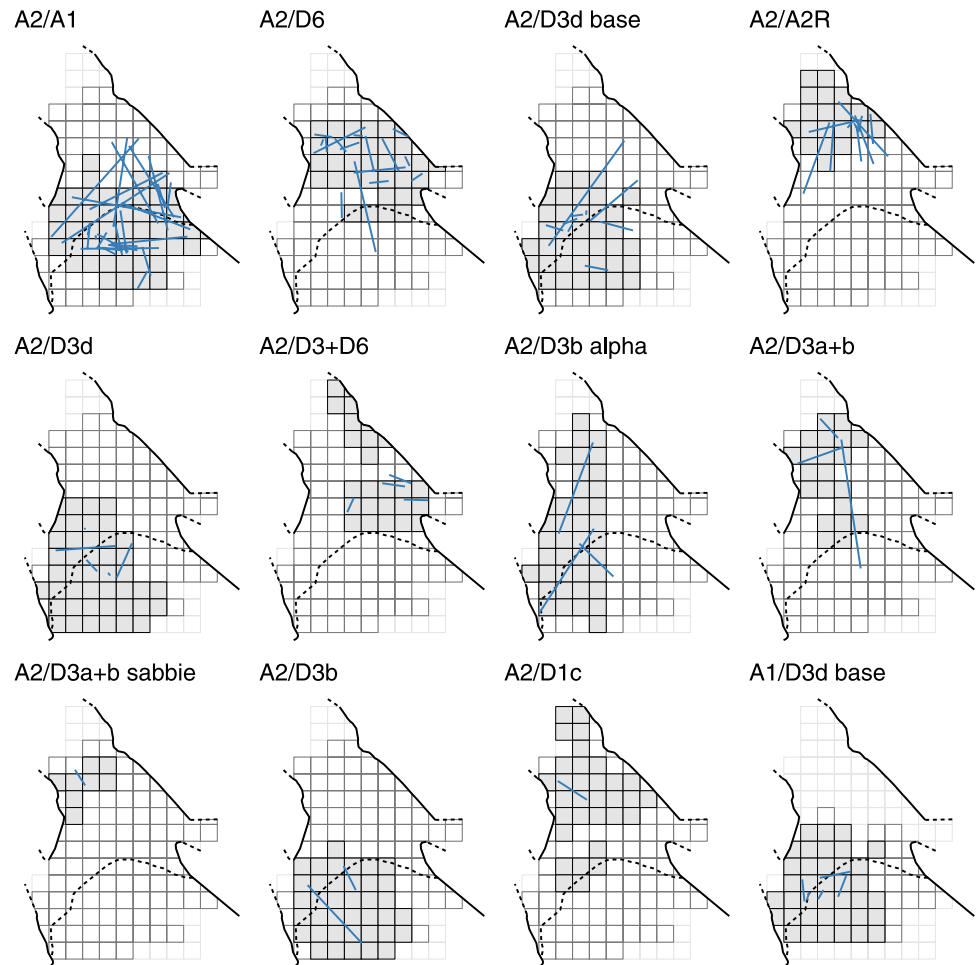 A2/A1
A2/D6
A2/D3d base
A2/A2R
A2/D3d
A2/D3+D6
A2/D3b alpha
A2/D3a+b
A2/D3a+b sabbie
A2/D3b
A2/D1c
A1/D3d base